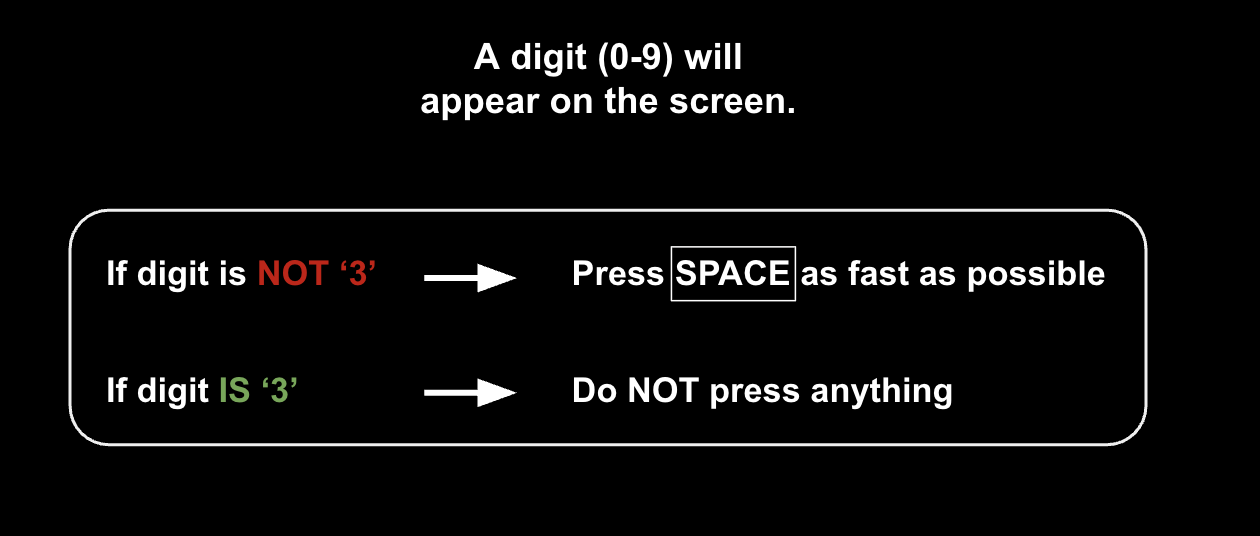 A digit (0-9) will
appear on the screen.
If digit is NOT ‘3’ Press SPACE as fast as possible
If digit IS ‘3’ Do NOT press anything